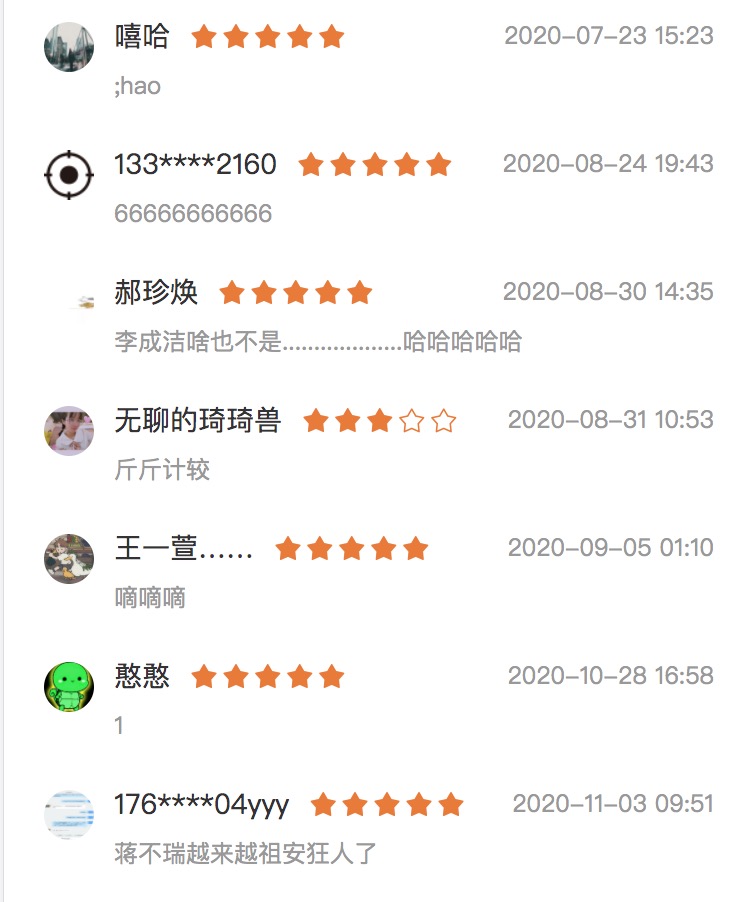 嘻哈 2020-07-23 15:23
;hao
133****2160 2020-08-24 19:43
66666666666
郝珍焕 2020-08-30 14:35
李成洁啥也不是...................哈哈哈哈哈
无聊的琦琦兽 2020-08-31 10:53
斤斤计较
王一萱…… 2020-09-05 01:10
嘀嘀嘀
憨憨 2020-10-28 16:58
1
176****04yyy 2020-11-03 09:51
蒋不瑞越来越祖安狂人了